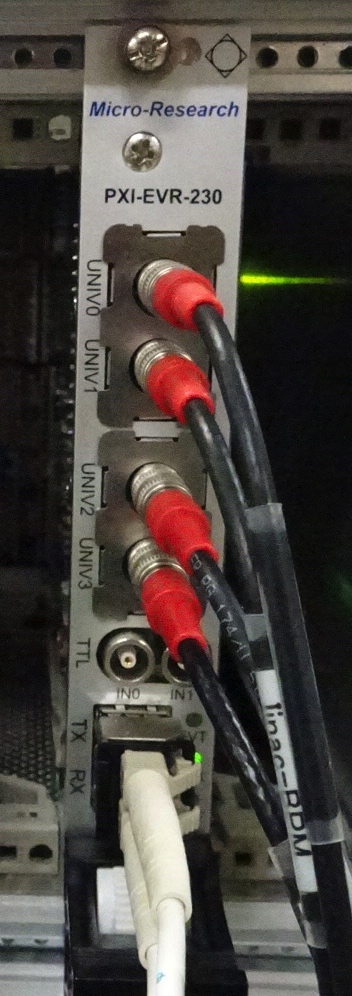 Micro-Research
PXI-EVR-230
UNIV0
UNIV1
UNIV2
UNIV3
TTL
IN0 IN1
TX
RX
linac-BPM